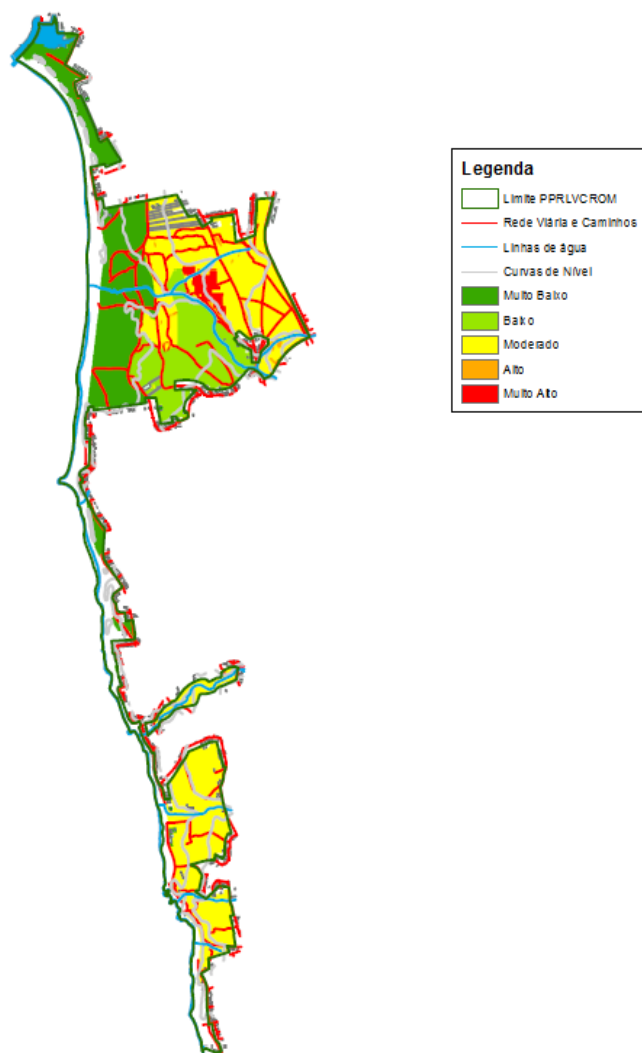 Legenda
Limite PPRLVCROM
Rede Viária e Caminhos
Linhas de água
Curvas de Nível
Muito Baixo
Baixo
Moderado
Alto
Muito Alto